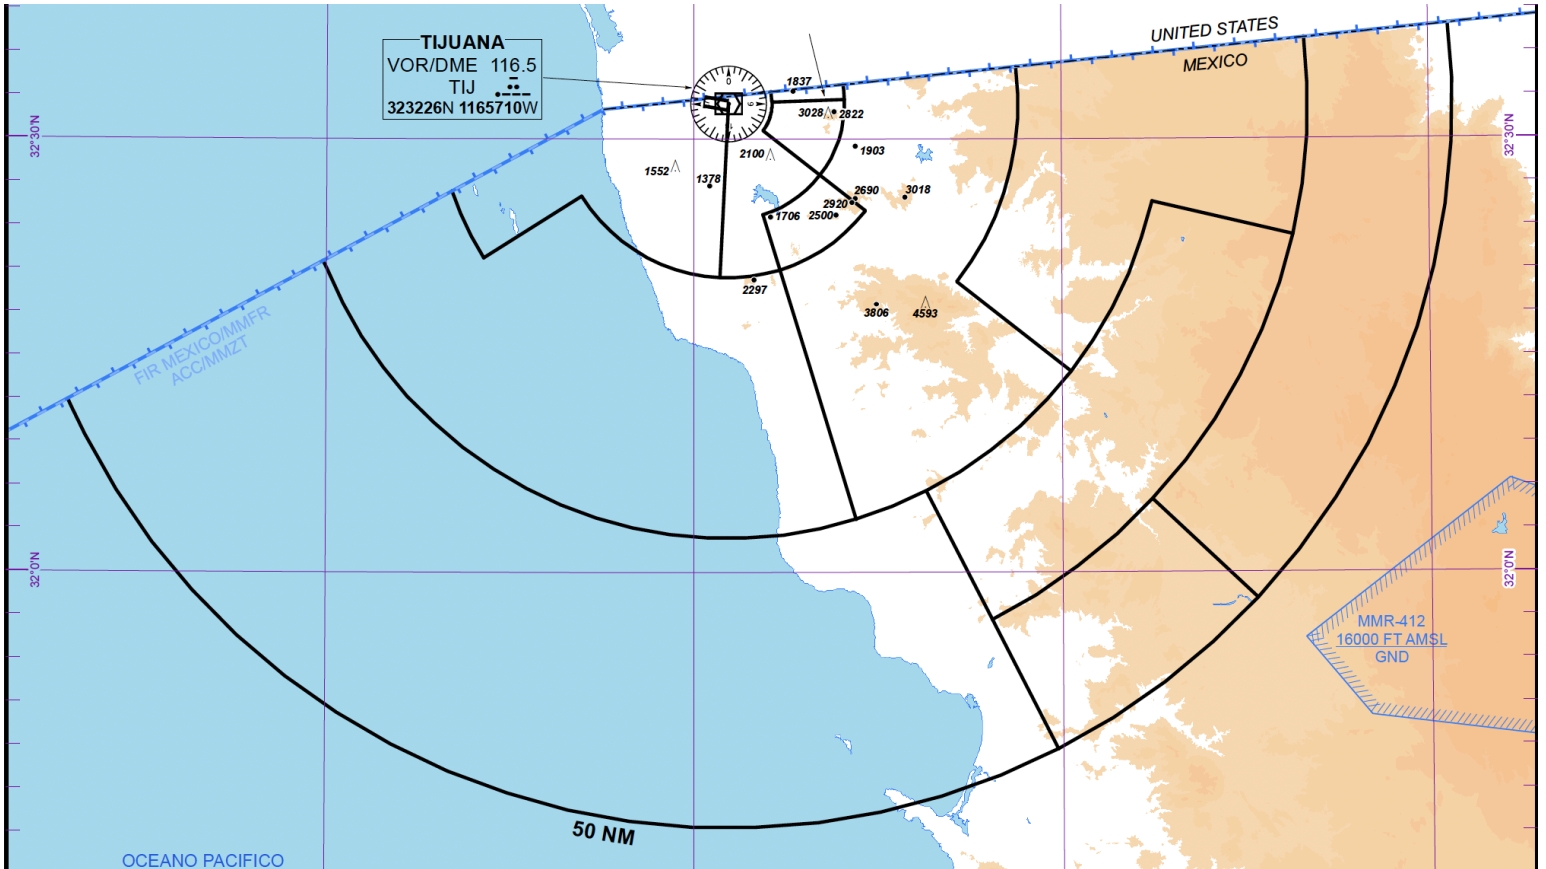 UNITED STATES
MEXICO
TIJUANA
VOR/DME 116.5
TIJ
323226N 1165710W
1837
3028
2822
2100
1903
1552
1378
2690
3018
2920
1706
2500
2297
3806
4593
32°30'N
32°30'N
FIR MEXICO/MMFR
ACC/MMZT
32°0'N
32°0'N
MMR-412
16000 FT AMSL
GND
50 NM
OCEANO PACIFICO